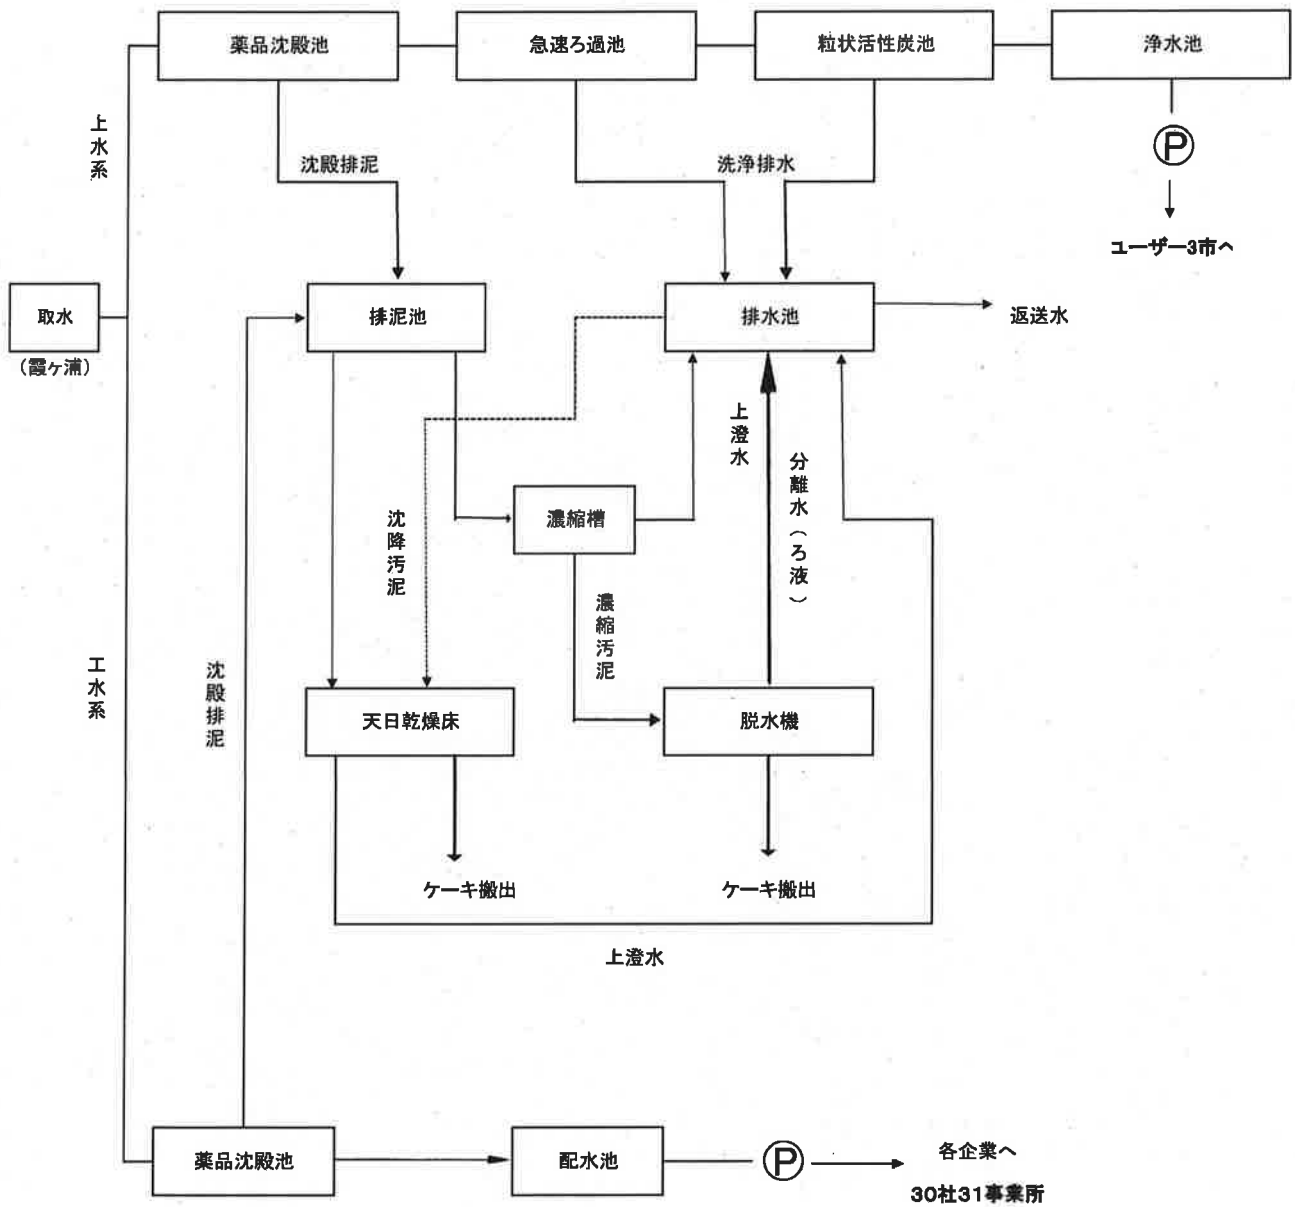 薬品沈殿池
急速ろ過池
粒状活性炭池
浄水池
上水系
沈殿排泥
洗浄排水
P
ユーザー3市へ
取水
(霞ヶ浦)
排泥池
排水池
返送水
上澄水
分離水(ろ液)
濃縮槽
沈降汚泥
濃縮汚泥
工水系
沈殿排泥
天日乾燥床
脱水機
ケーキ搬出
ケーキ搬出
上澄水
薬品沈殿池
配水池
P
各企業へ
30社31事業所